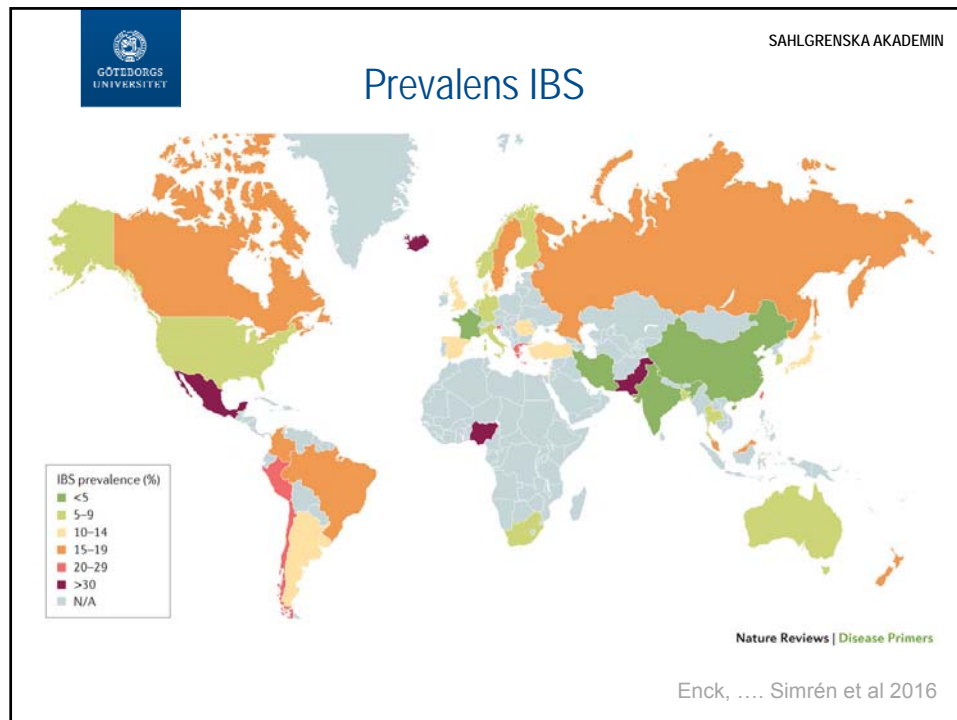 GÖTEBORGS
UNIVERSITET
SAHLGRENSKA AKADEMIN
Prevalens IBS
IBS prevalence (%)
<5
5–9
10–14
15–19
20–29
>30
N/A
Nature Reviews | Disease Primers
Enck, .... Simrén et al 2016